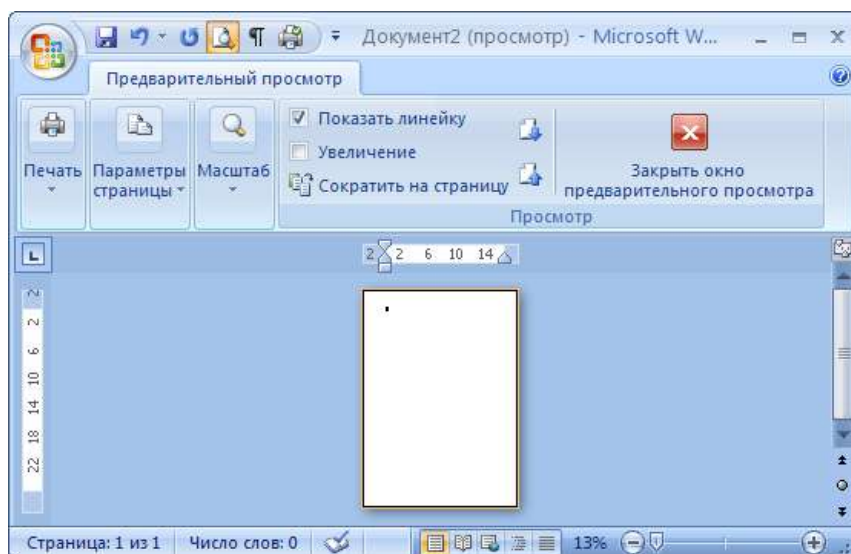 Документ2 (просмотр) - Microsoft W...
Предварительный просмотр
Печать
Параметры страницы
Масштаб
Показать линейку
Увеличение
Сократить на страницу
Закрыть окно
предварительного просмотра
Просмотр
L
2 2 6 10 14
2
2
6
10
14
18
22
Страница: 1 из 1 Число слов: 0 13%